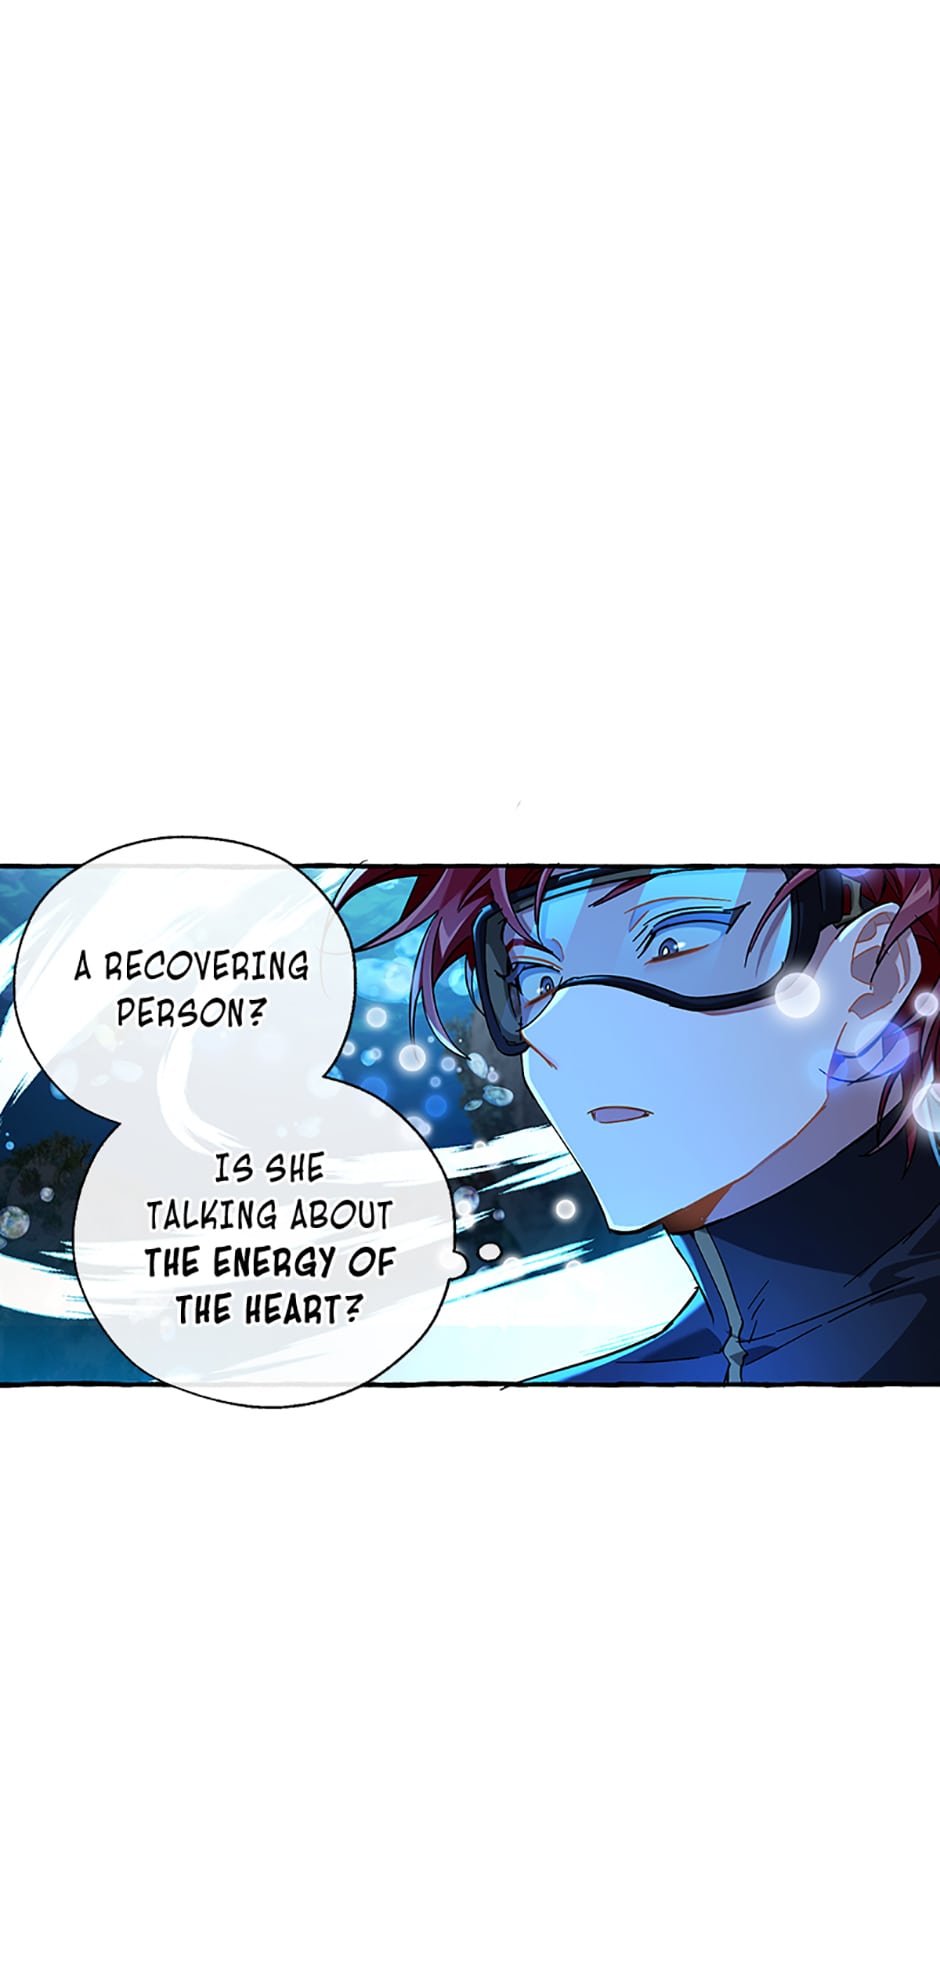 A RECOVERING
PERSON?
IS SHE
TALKING ABOUT
THE ENERGY OF
THE HEART?